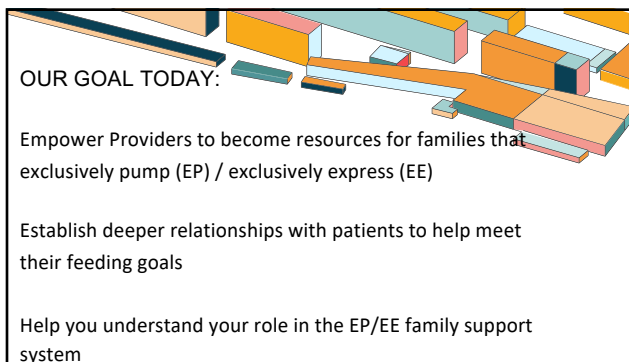 OUR GOAL TODAY:
Empower Providers to become resources for families that
exclusively pump (EP) / exclusively express (EE)
Establish deeper relationships with patients to help meet
their feeding goals
Help you understand your role in the EP/EE family support
system